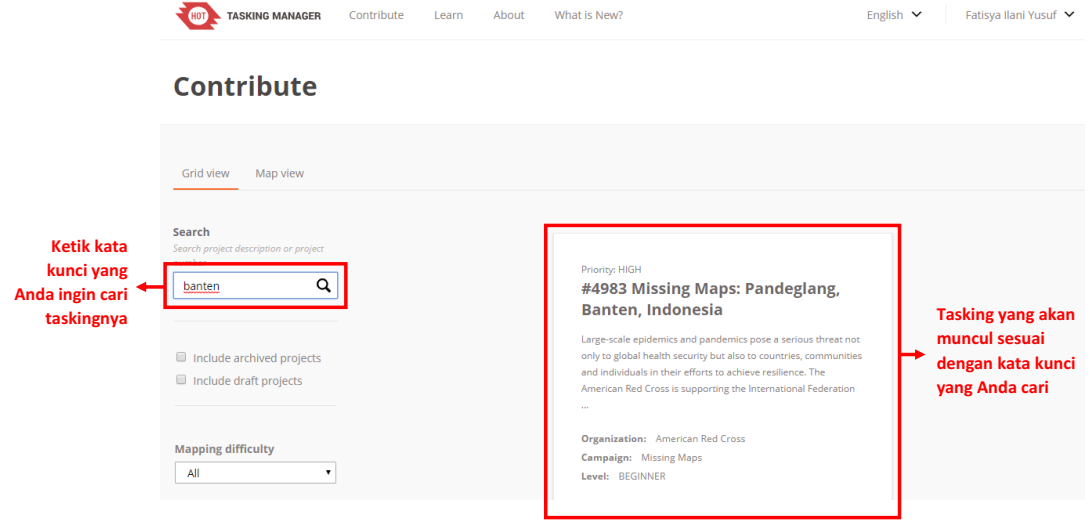 HOT TASKING MANAGER Contribute Learn About What is New? English Fatisya Ilani Yusuf
Contribute
Grid view Map view
Search
Search project description or project
number
banten
Include archived projects
Include draft projects
Mapping difficulty
All
Ketik kata
kunci yang
Anda ingin cari
taskingnya
Priority: HIGH
#4983 Missing Maps: Pandeglang,
Banten, Indonesia
Large-scale epidemics and pandemics pose a serious threat not
only to global health security but also to countries, communities
and individuals in their efforts to achieve resilience. The
American Red Cross is supporting the International Federation
...
Organization: American Red Cross
Campaign: Missing Maps
Level: BEGINNER
Tasking yang akan
muncul sesuai
dengan kata kunci
yang Anda cari